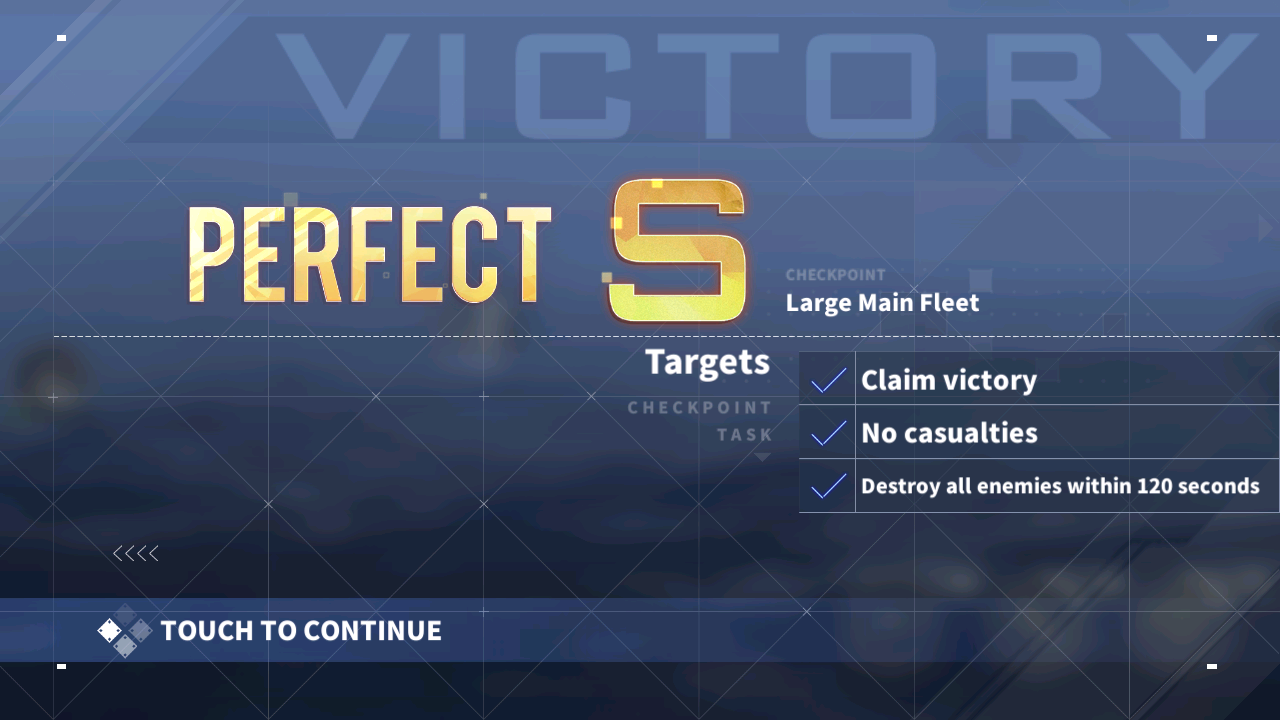 VICTORY
PERFECT S
CHECKPOINT
Large Main Fleet
Targets
CHECKPOINT
TASK
Claim victory
No casualties
Destroy all enemies within 120 seconds
TOUCH TO CONTINUE